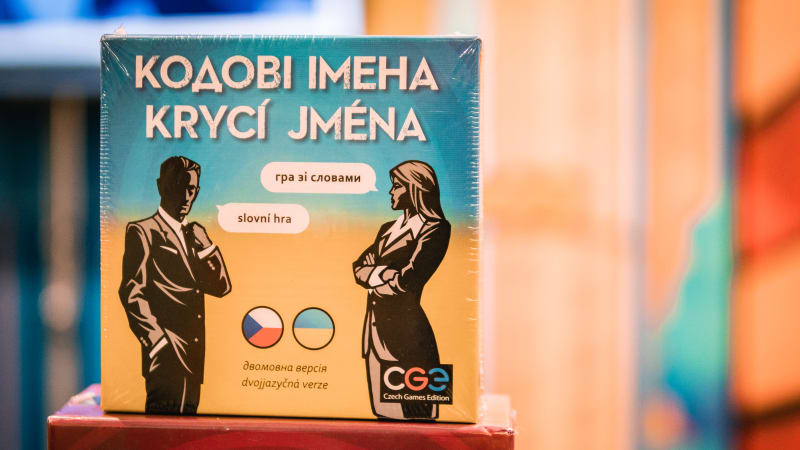 КОДОВІ ІМЕНА
KRYCÍ JMÉNA
гра зі словами
slovní hra
двомовна версія
dvojjazyčná verze
CGE
Czech Games Edition